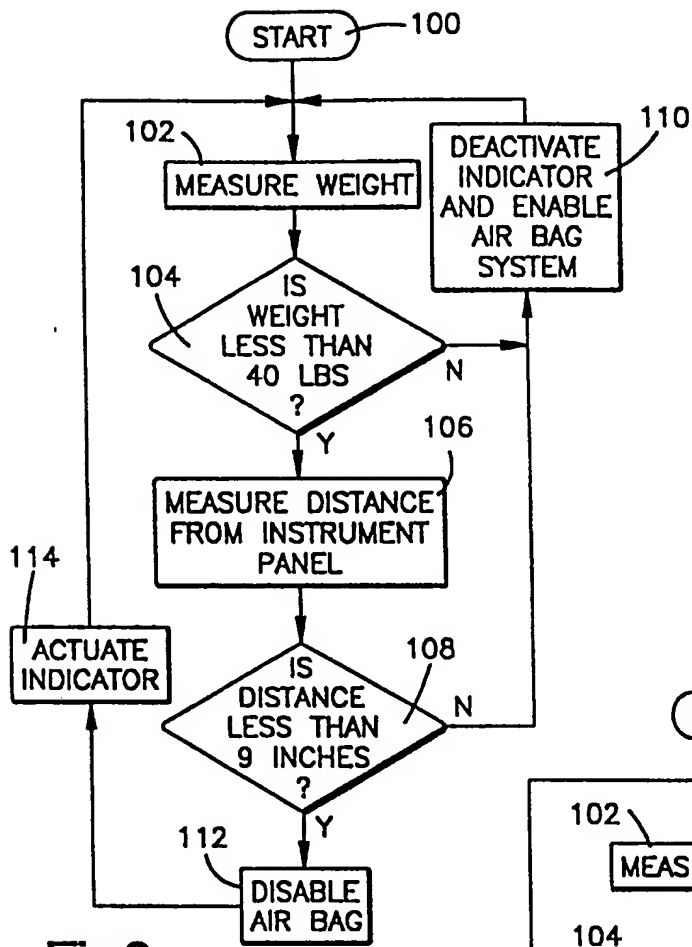 START
100
102
MEASURE WEIGHT
110
DEACTIVATE
INDICATOR
AND ENABLE
AIR BAG
SYSTEM
104
IS
WEIGHT
LESS THAN
40 LBS
?
N
Y
106
MEASURE DISTANCE
FROM INSTRUMENT
PANEL
114
ACTUATE
INDICATOR
108
IS
DISTANCE
LESS THAN
9 INCHES
?
N
Y
112
DISABLE
AIR BAG
102
MEAS
104